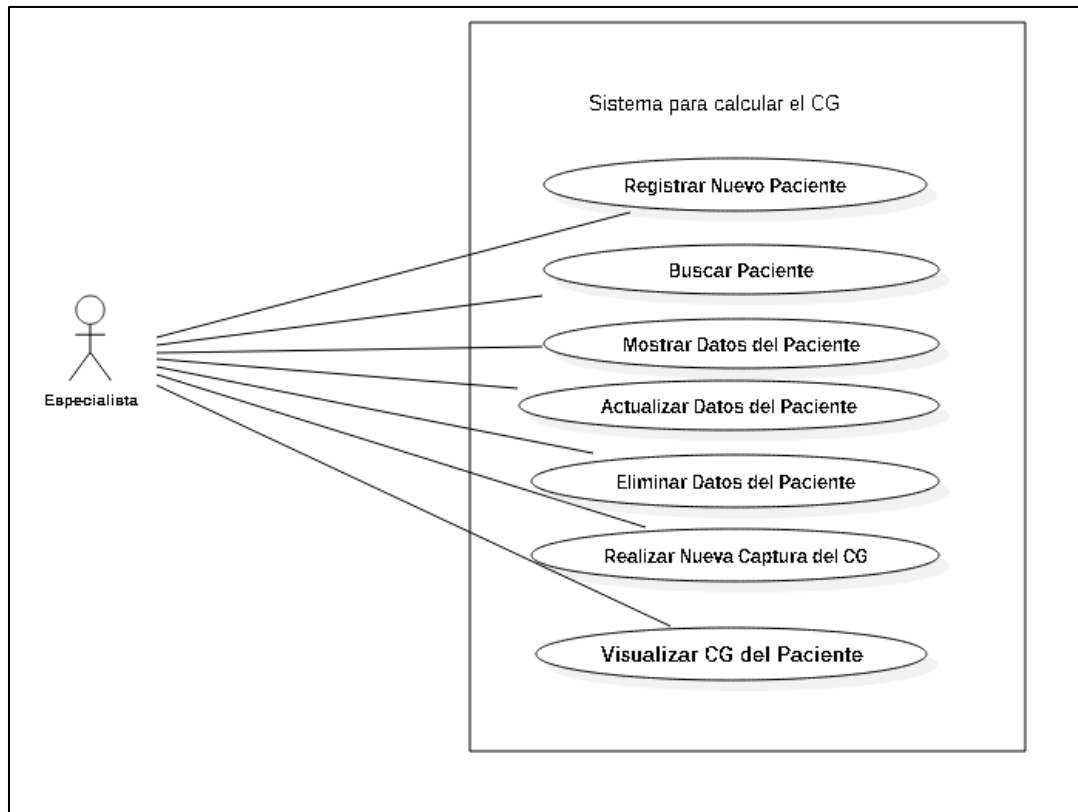 Sistema para calcular el CG
Registrar Nuevo Paciente
Buscar Paciente
Mostrar Datos del Paciente
Especialista
Actualizar Datos del Paciente
Eliminar Datos del Paciente
Realizar Nueva Captura del CG
Visualizar CG del Paciente